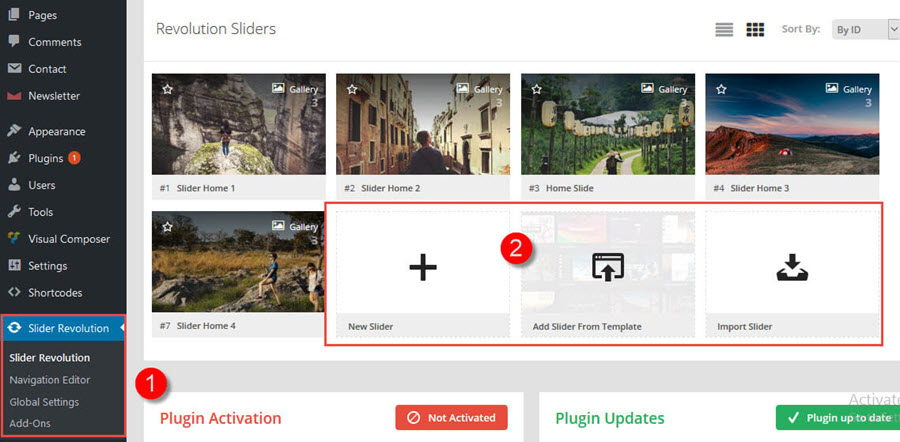 Pages
Comments
Contact
Newsletter
Appearance
Plugins 1
Users
Tools
Visual Composer
Settings
Shortcodes
Slider Revolution
Slider Revolution
Navigation Editor
Global Settings
Add-Ons
1
Revolution Sliders
Sort By: By ID
Gallery
3
#1 Slider Home 1
Gallery
3
#2 Slider Home 2
Gallery
3
#3 Home Slide
Gallery
3
#4 Slider Home 3
Gallery
3
#7 Slider Home 4
2
New Slider
Add Slider From Template
Import Slider
Plugin Activation
Not Activated
Plugin Updates
Plugin up to date
Activate